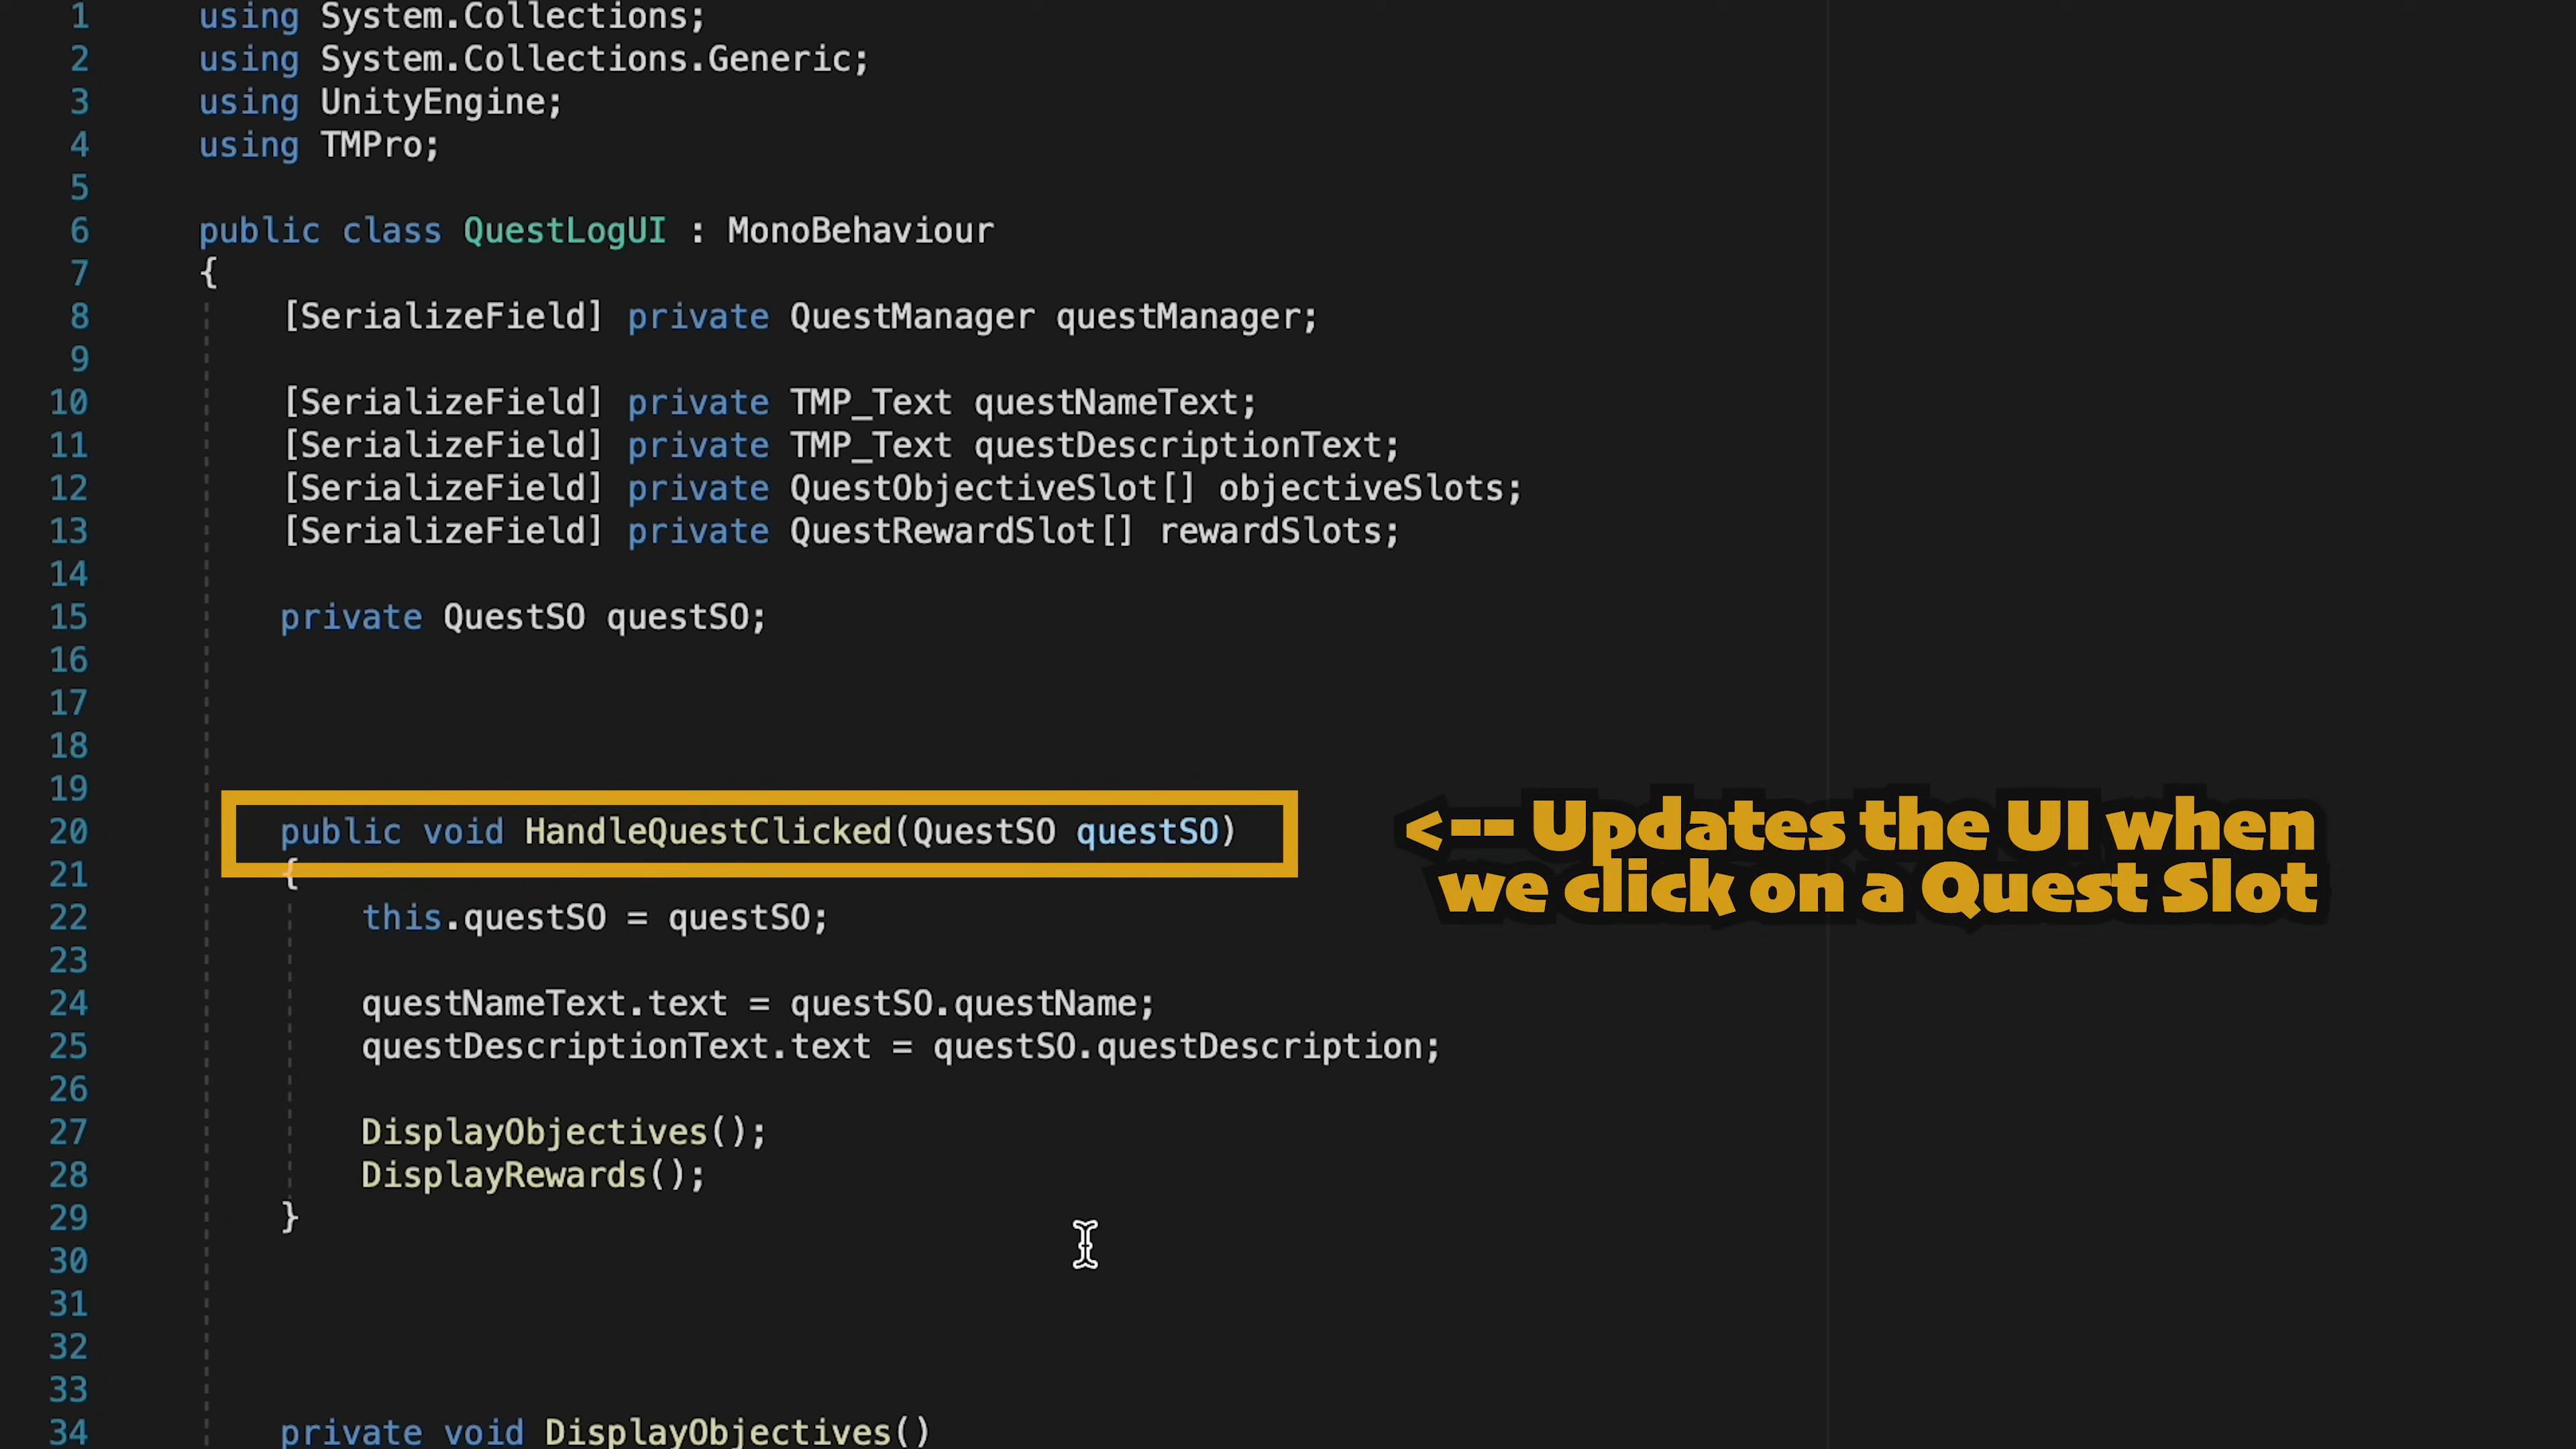 1 using System.Collections;
2 using System.Collections.Generic;
3 using UnityEngine;
4 using TMPro;
5
6 public class QuestLogUI : MonoBehaviour
7 {
8 [SerializeField] private QuestManager questManager;
9
10 [SerializeField] private TMP_Text questNameText;
11 [SerializeField] private TMP_Text questDescriptionText;
12 [SerializeField] private QuestObjectiveSlot[] objectiveSlots;
13 [SerializeField] private QuestRewardSlot[] rewardSlots;
14
15 private QuestSO questSO;
16
17
18
19
20 public void HandleQuestClicked(QuestSO questSO)
<-- Updates the UI when
we click on a Quest Slot
21 {
22 this.questSO = questSO;
23
24 questNameText.text = questSO.questName;
25 questDescriptionText.text = questSO.questDescription;
26
27 DisplayObjectives();
28 DisplayRewards();
29 }
30
31
32
33
34 private void DisplayObjectives()